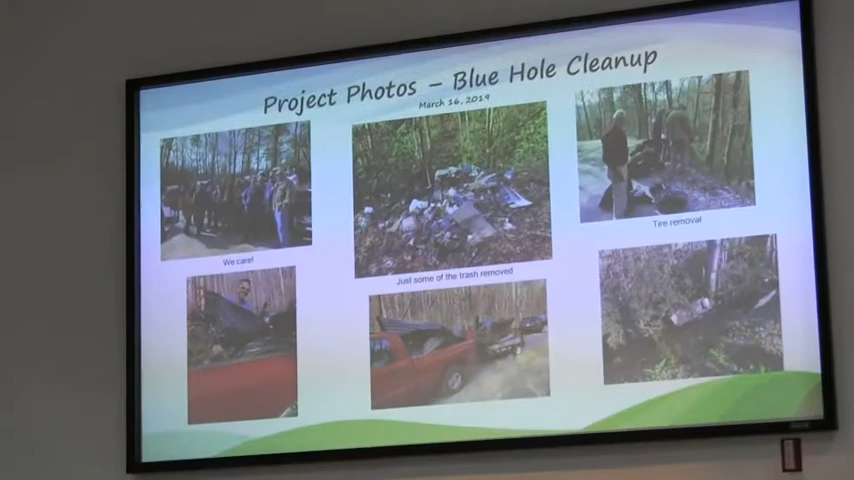 Project Photos – Blue Hole Cleanup
March 16, 2019
We care!
Just some of the trash removed
Tire removal